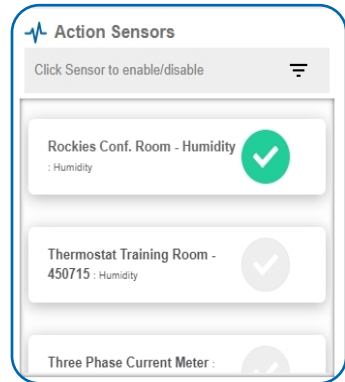 Action Sensors
Click Sensor to enable/disable
Rockies Conf. Room - Humidity
: Humidity
Thermostat Training Room -
450715 : Humidity
Three Phase Current Meter :